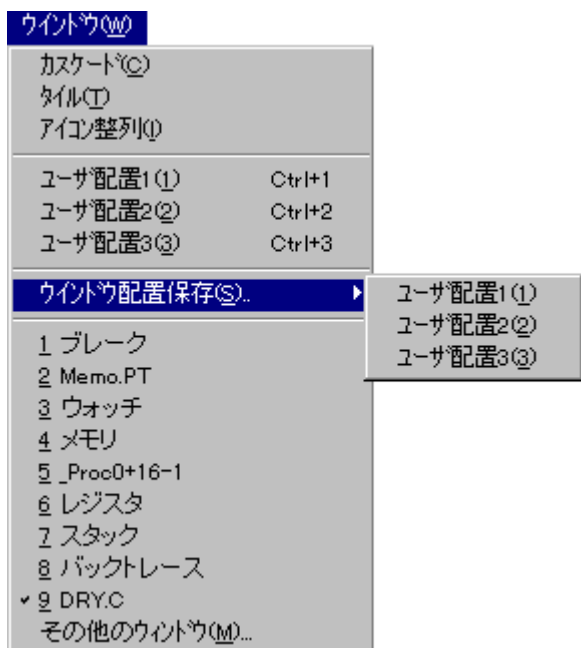 ｳｲﾝﾄﾞｳ(W)
ｶｽｹｰﾄﾞ(C)
ﾀｲﾙ(T)
ｱｲｺﾝ整列(I)
ﾕｰｻﾞ配置1(1) Ctrl+1
ﾕｰｻﾞ配置2(2) Ctrl+2
ﾕｰｻﾞ配置3(3) Ctrl+3
ｳｲﾝﾄﾞｳ配置保存(S)..
ﾕｰｻﾞ配置1(1)
ﾕｰｻﾞ配置2(2)
ﾕｰｻﾞ配置3(3)
1 ブレーク
2 Memo.PT
3 ウォッチ
4 メモリ
5 _Proc0+16-1
6 レジスタ
7 スタック
8 バックトレース
9 DRY.C
その他のｳｨﾝﾄﾞｳ(M)...